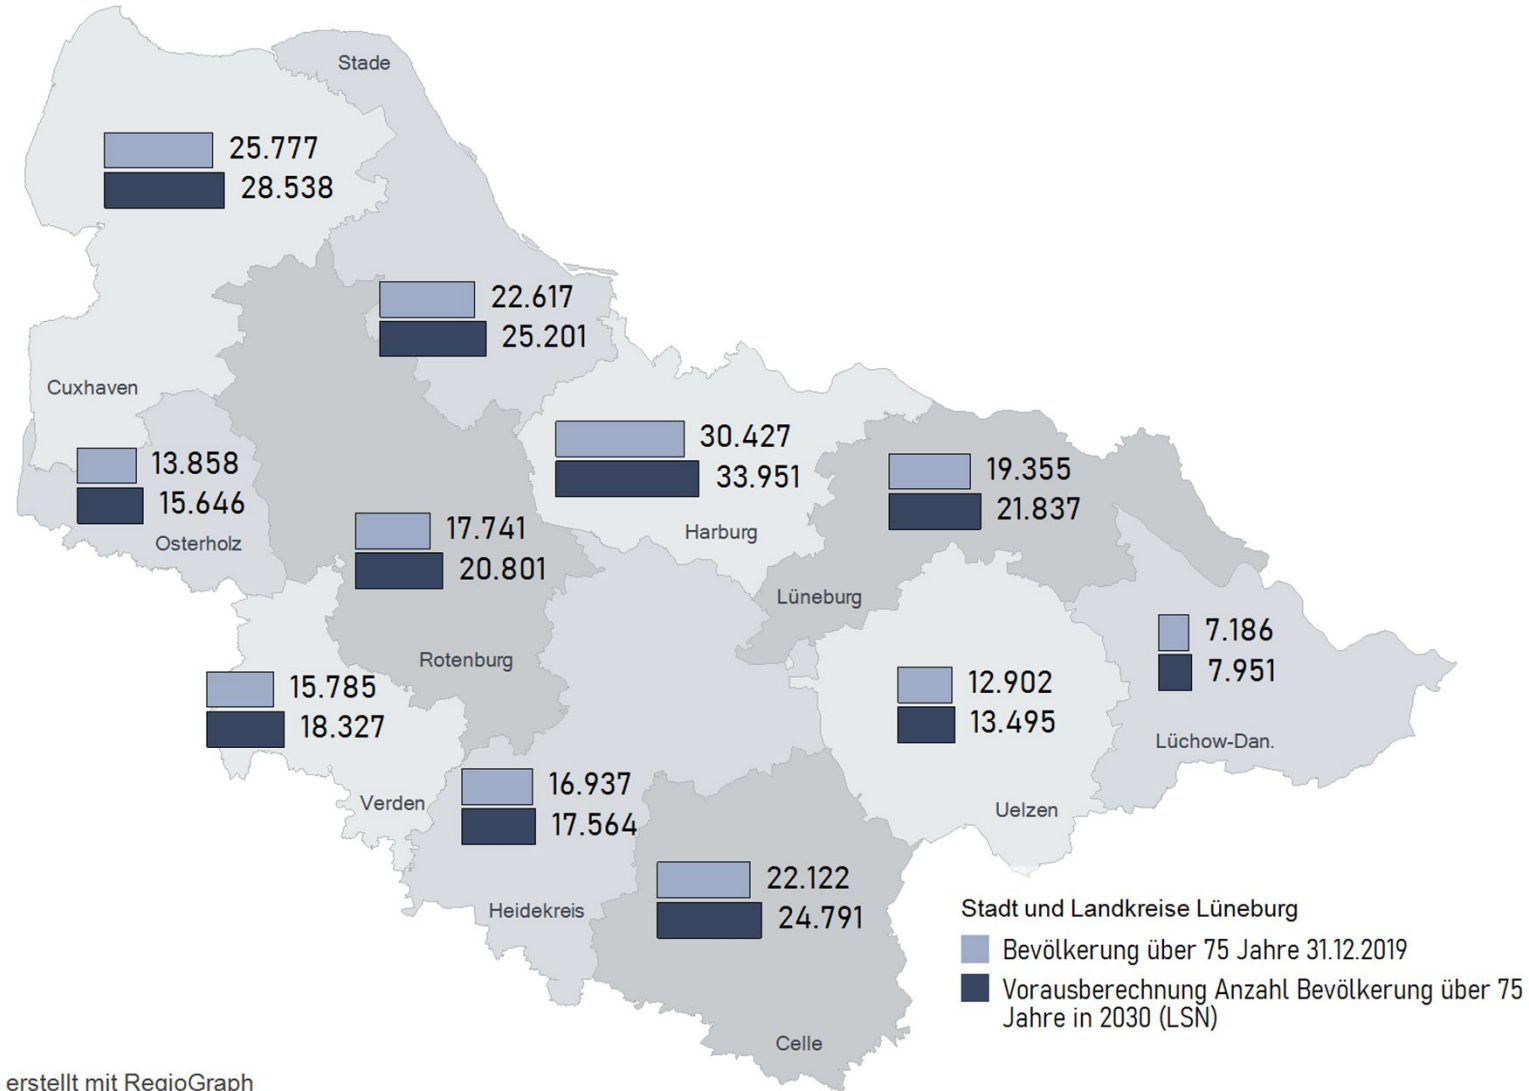 Stade
25.777
28.538
22.617
25.201
Cuxhaven
30.427
33.951
13.858
15.646
19.355
21.837
Osterholz
17.741
20.801
Harburg
Lüneburg
7.186
7.951
Rotenburg
15.785
18.327
12.902
13.495
Lüchow-Dan.
16.937
17.564
Verden
Uelzen
22.122
24.791
Heidekreis
Celle
Stadt und Landkreise Lüneburg
Bevölkerung über 75 Jahre 31.12.2019
Vorausberechnung Anzahl Bevölkerung über 75
Jahre in 2030 (LSN)
erstellt mit RegioGraph